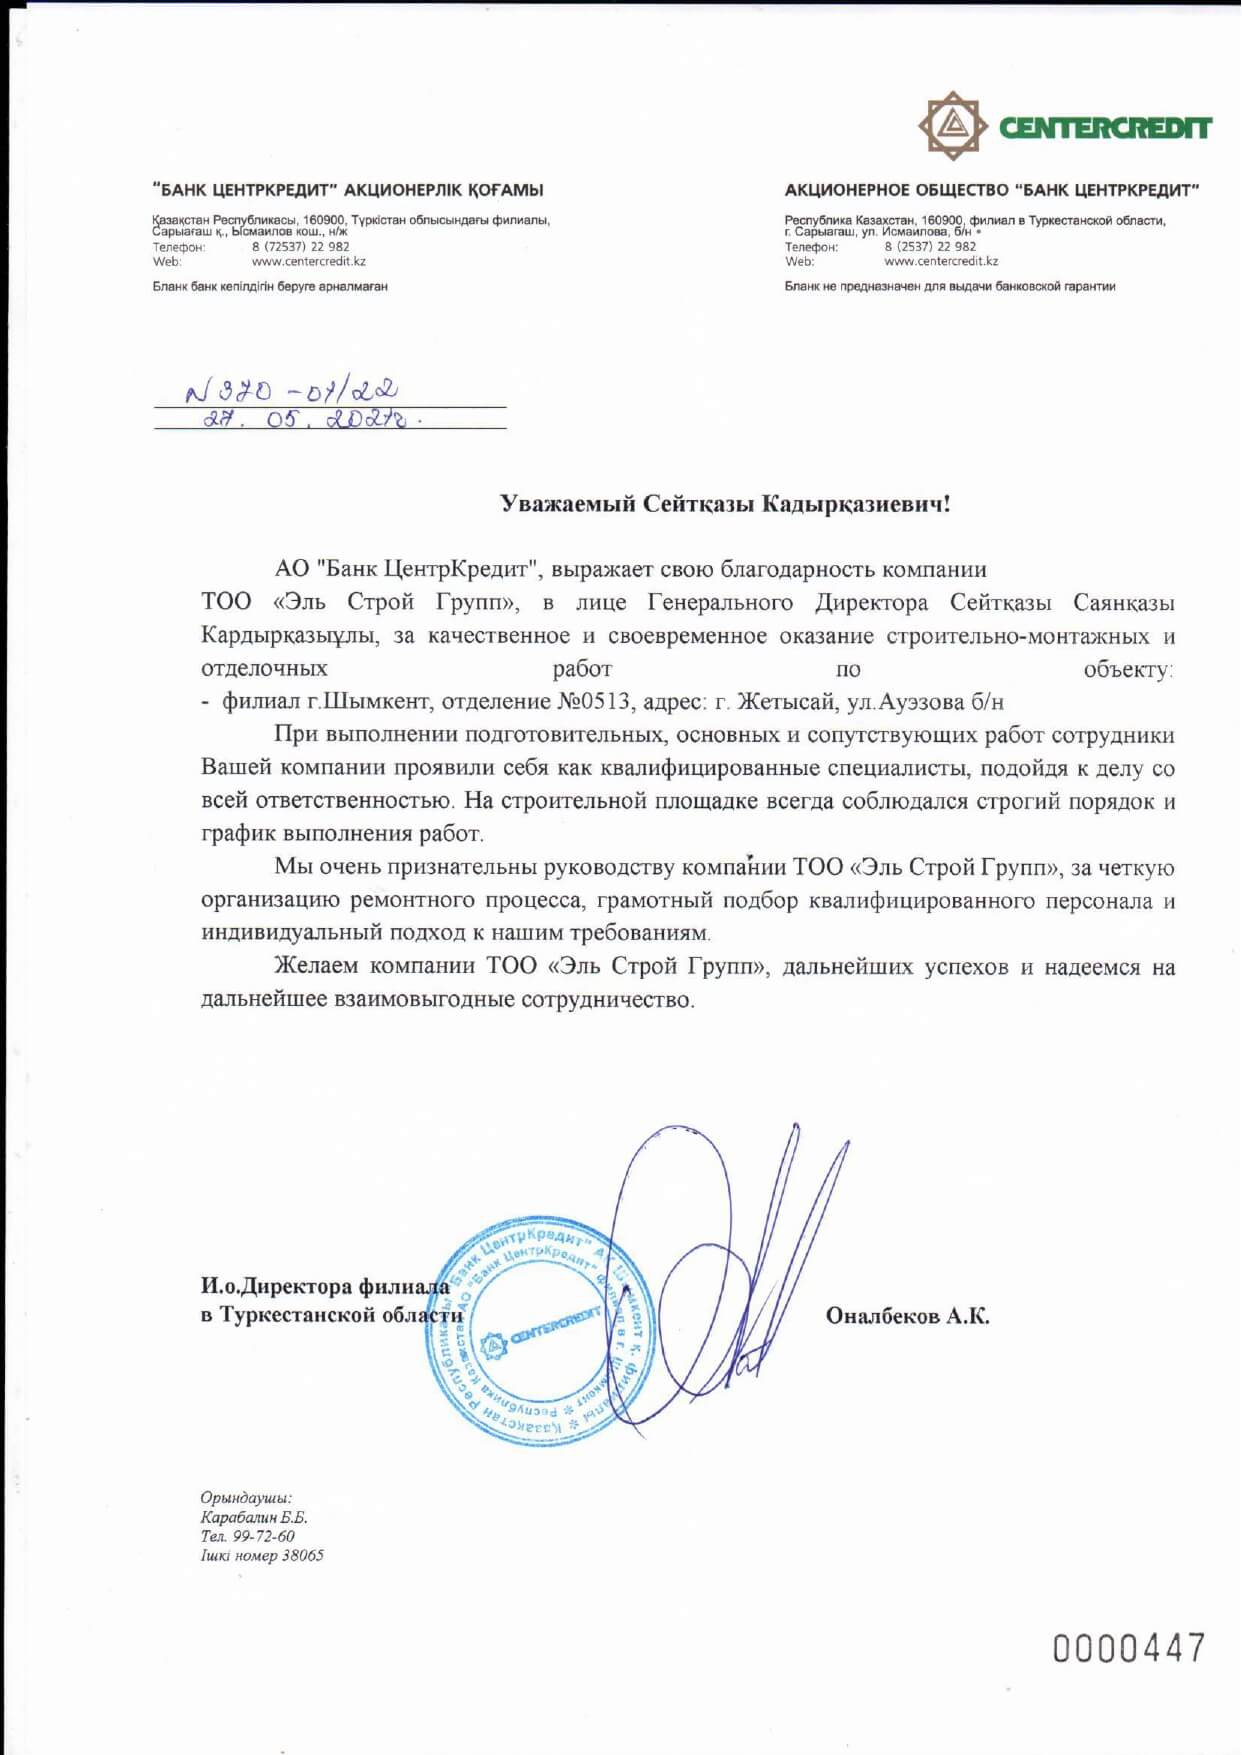 CENTERCREDIT
"БАНК ЦЕНТРКРЕДИТ" АКЦИОНЕРЛІК ҚОҒАМЫ
Қазақстан Республикасы, 160900, Түркістан облысындағы филиалы,
Сарыағаш қ., Ысмаилов көш., н/ж
Телефон: 8 (72537) 22 982
Web: www.centercredit.kz
Бланк банк кепілдігін беруге арналмаған
АКЦИОНЕРНОЕ ОБЩЕСТВО "БАНК ЦЕНТРКРЕДИТ"
Республика Казахстан, 160900, филиал в Туркестанской области,
г. Сарыагаш, ул. Исмаилова, б/н
Телефон: 8 (2537) 22 982
Web: www.centercredit.kz
Бланк не предназначен для выдачи банковской гарантии
N 370 -07/22
27. 05. 2021г.
Уважаемый Сейтқазы Кадырқазиевич!
АО "Банк ЦентрКредит", выражает свою благодарность компании
ТОО «Эль Строй Групп», в лице Генерального Директора Сейтқазы Саянқазы
Кардырқазыұлы, за качественное и своевременное оказание строительно-монтажных и
отделочных работ по объекту:
- филиал г.Шымкент, отделение №0513, адрес: г. Жетысай, ул.Ауэзова б/н
При выполнении подготовительных, основных и сопутствующих работ сотрудники
Вашей компании проявили себя как квалифицированные специалисты, подойдя к делу со
всей ответственностью. На строительной площадке всегда соблюдался строгий порядок и
график выполнения работ.
Мы очень признательны руководству компании ТОО «Эль Строй Групп», за четкую
организацию ремонтного процесса, грамотный подбор квалифицированного персонала и
индивидуальный подход к нашим требованиям.
Желаем компании ТОО «Эль Строй Групп», дальнейших успехов и надеемся на
дальнейшее взаимовыгодные сотрудничество.
И.о.Директора филиала
в Туркестанской области
Оналбеков А.К.
"Банк ЦентрКредит" АҚ Шымкент қ. филиалы * Қазақстан Республикасы
АО "Банк ЦентрКредит" филиал в г. Шымкент * Республика Казахстан
CENTERCREDIT
Орындаушы:
Карабалин Б.Б.
Тел. 99-72-60
Ішкі номер 38065
0000447